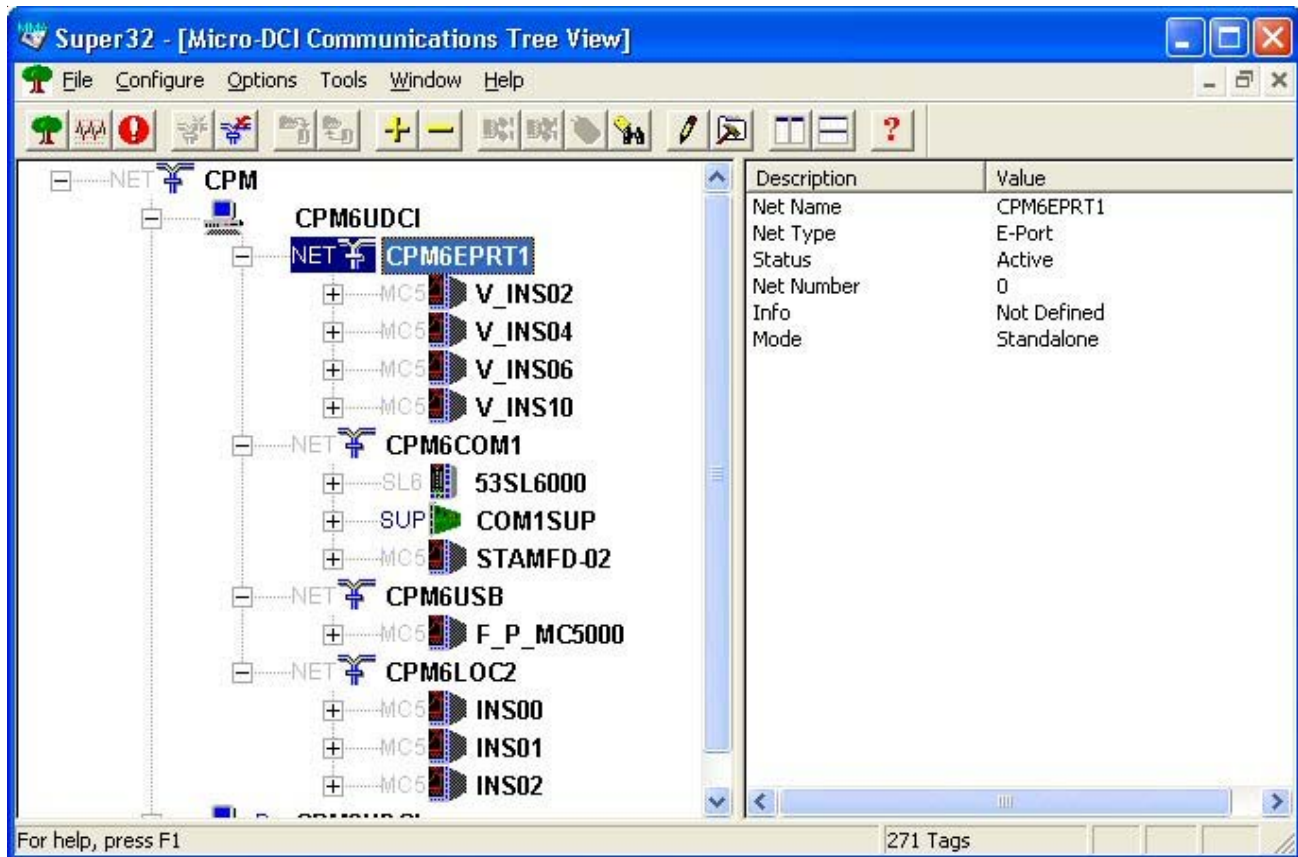 Super32 - [Micro-DCI Communications Tree View]
File Configure Options Tools Window Help
NET CPM
CPM6UDCI
NET CPM6EPRT1
MC5 V_INS02
MC5 V_INS04
MC5 V_INS06
MC5 V_INS10
NET CPM6COM1
SL6 53SL6000
SUP COM1SUP
MC5 STAMFD-02
NET CPM6USB
MC5 F_P_MC5000
NET CPM6LOC2
MC5 INS00
MC5 INS01
MC5 INS02
Description Value
Net Name CPM6EPRT1
Net Type E-Port
Status Active
Net Number 0
Info Not Defined
Mode Standalone
For help, press F1
271 Tags